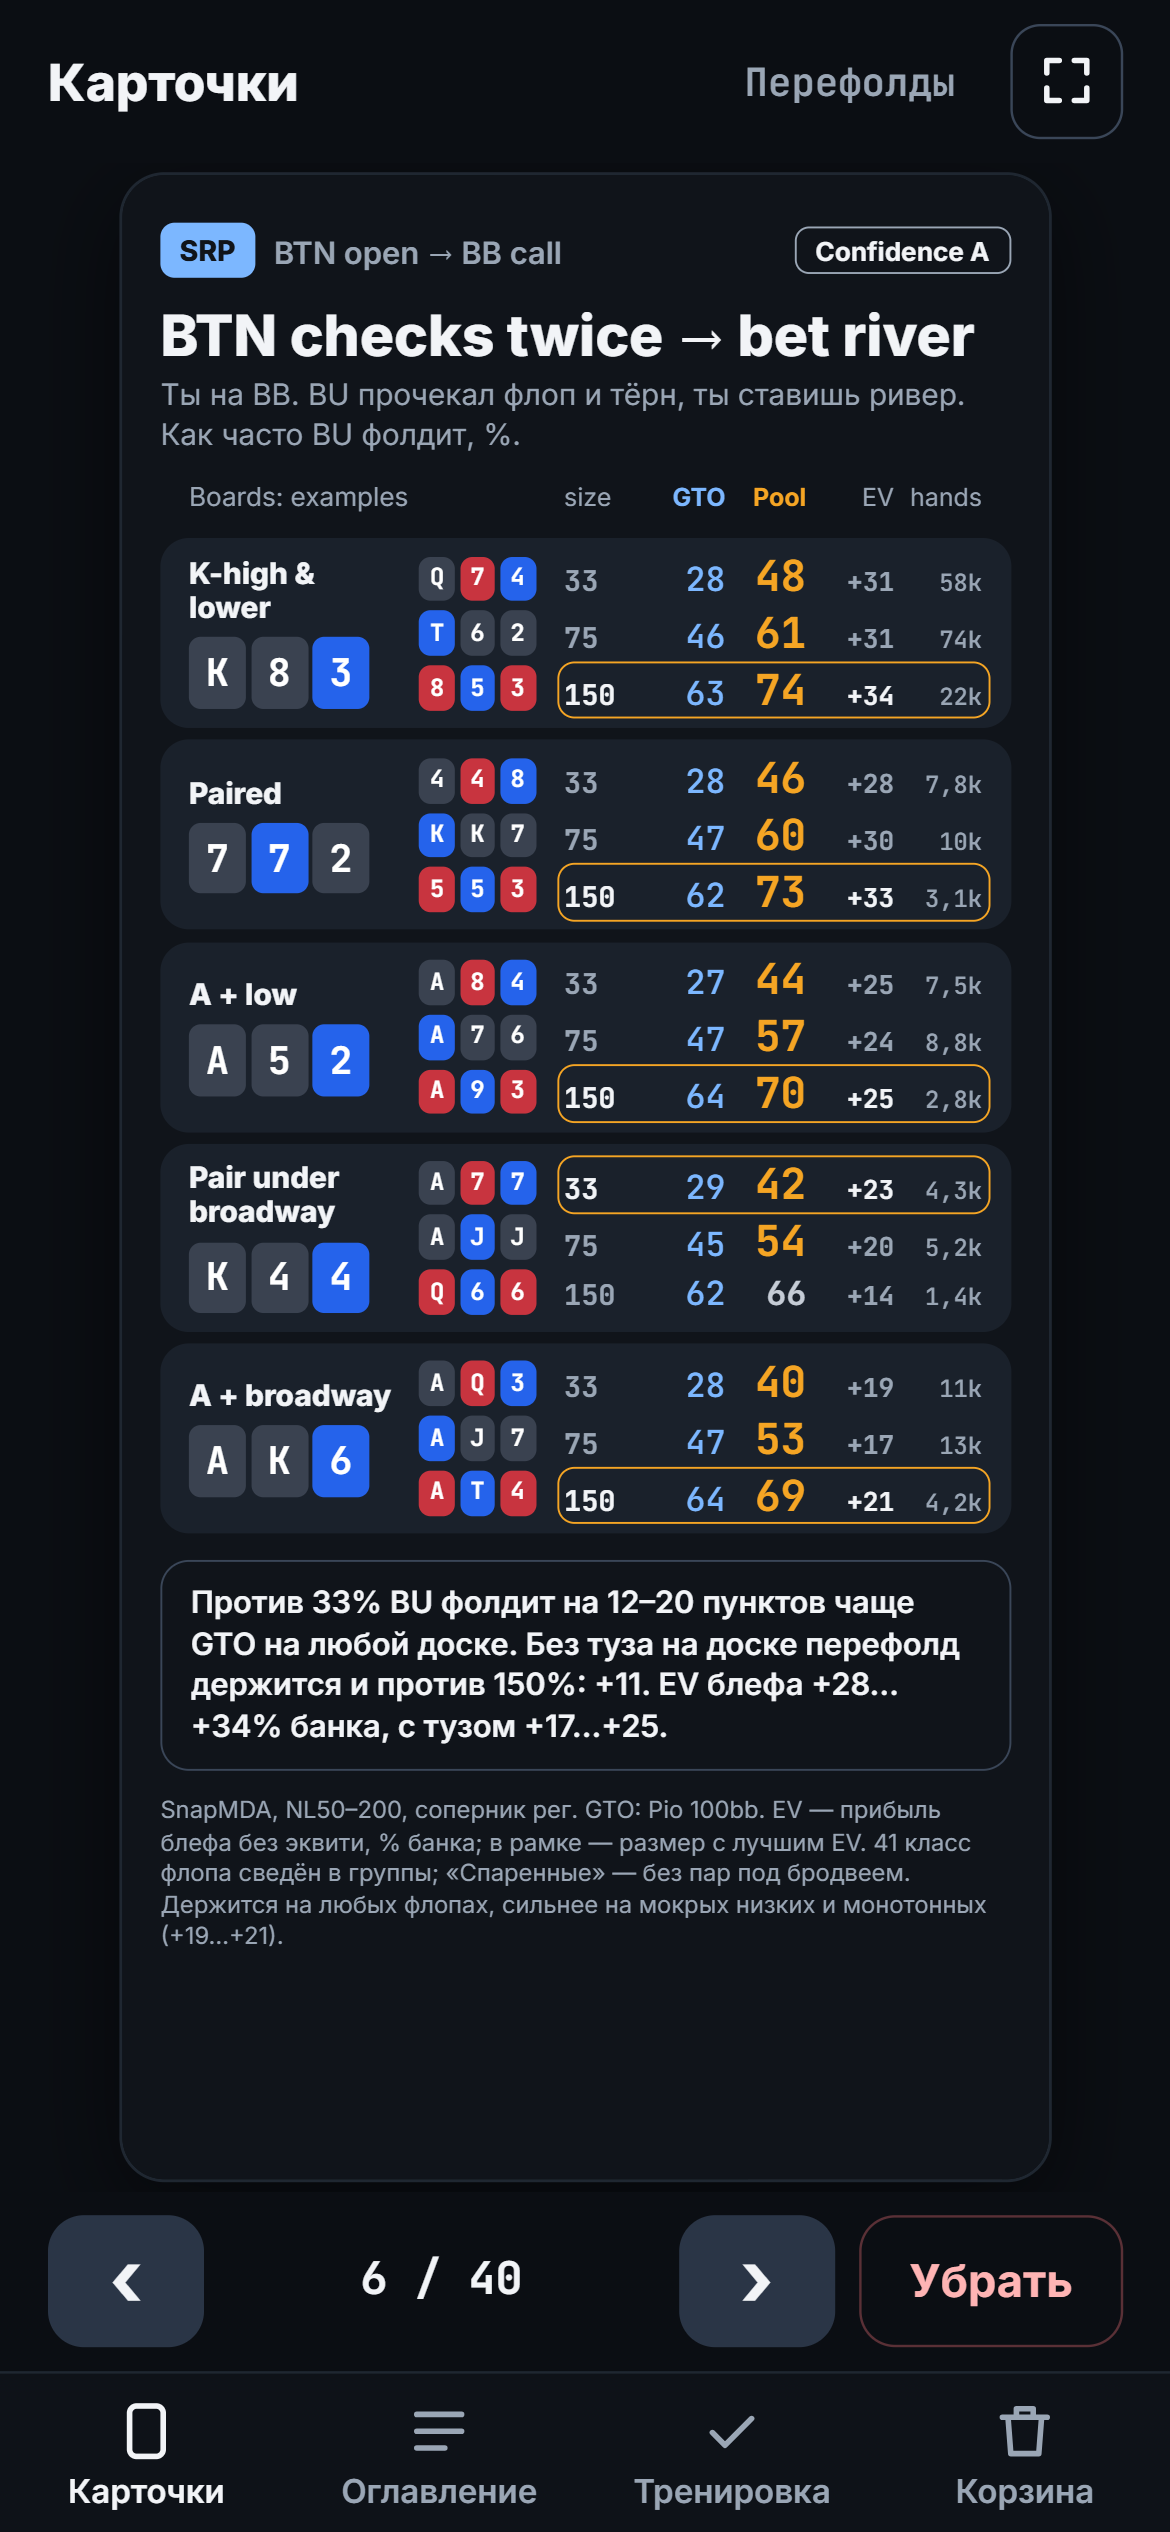 Карточки
Перефолды
SRP BTN open → BB call Confidence A
BTN checks twice → bet river
Ты на BB. BU прочекал флоп и тёрн, ты ставишь ривер.
Как часто BU фолдит, %.
Boards: examples size GTO Pool EV hands
K-high &
lower
K 8 3
Q 7 4 33 28 48 +31 58k
T 6 2 75 46 61 +31 74k
8 5 3 150 63 74 +34 22k
Paired
7 7 2
4 4 8 33 28 46 +28 7,8k
K K 7 75 47 60 +30 10k
5 5 3 150 62 73 +33 3,1k
A + low
A 5 2
A 8 4 33 27 44 +25 7,5k
A 7 6 75 47 57 +24 8,8k
A 9 3 150 64 70 +25 2,8k
Pair under
broadway
K 4 4
A 7 7 33 29 42 +23 4,3k
A J J 75 45 54 +20 5,2k
Q 6 6 150 62 66 +14 1,4k
A + broadway
A K 6
A Q 3 33 28 40 +19 11k
A J 7 75 47 53 +17 13k
A T 4 150 64 69 +21 4,2k
Против 33% BU фолдит на 12–20 пунктов чаще
GTO на любой доске. Без туза на доске перефолд
держится и против 150%: +11. EV блефа +28…
+34% банка, с тузом +17…+25.
SnapMDA, NL50–200, соперник рег. GTO: Pio 100bb. EV — прибыль
блефа без эквити, % банка; в рамке — размер с лучшим EV. 41 класс
флопа сведён в группы; «Спаренные» — без пар под бродвеем.
Держится на любых флопах, сильнее на мокрых низких и монотонных
(+19…+21).
‹ 6 / 40 › Убрать
Карточки Оглавление Тренировка Корзина